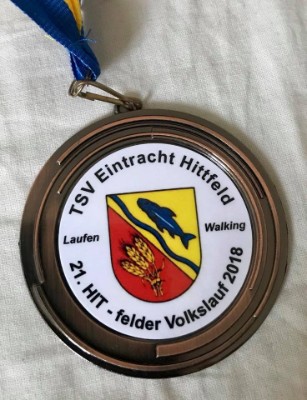 TSV Eintracht Hittfeld
Laufen
Walking
21. HIT - felder Volkslauf 2018